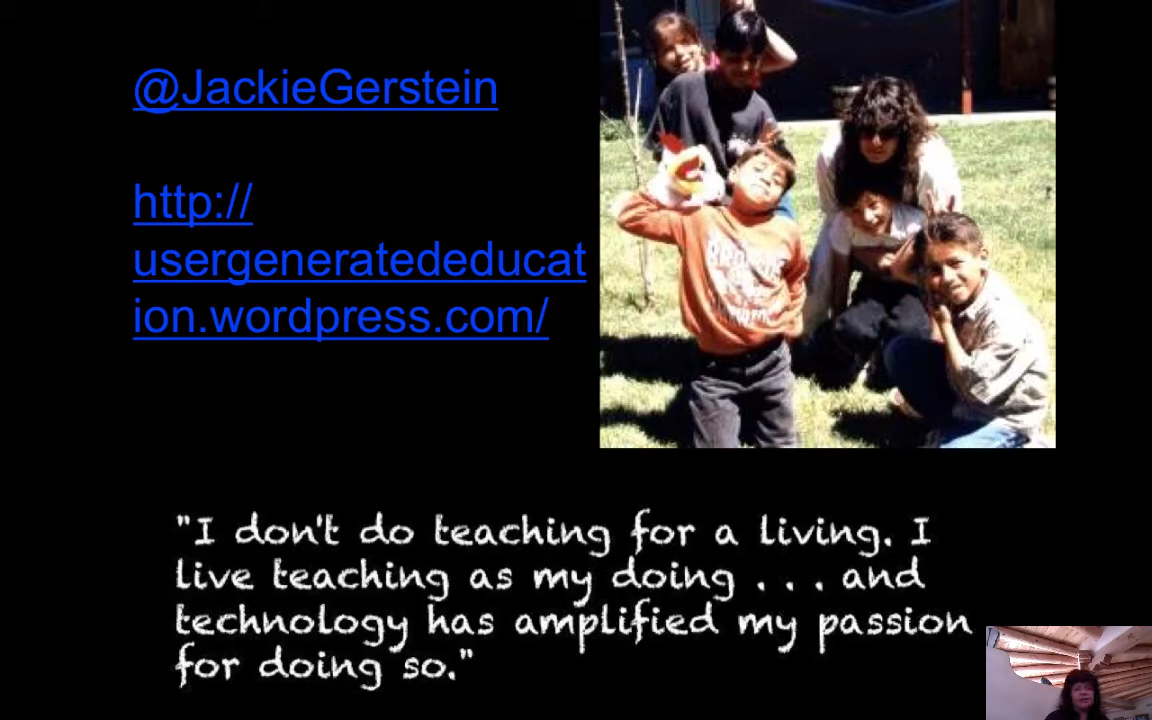 @JackieGerstein
http://
usergeneratededucat
ion.wordpress.com/
"I don't do teaching for a living. I
live teaching as my doing . . . and
technology has amplified my passion
for doing so."